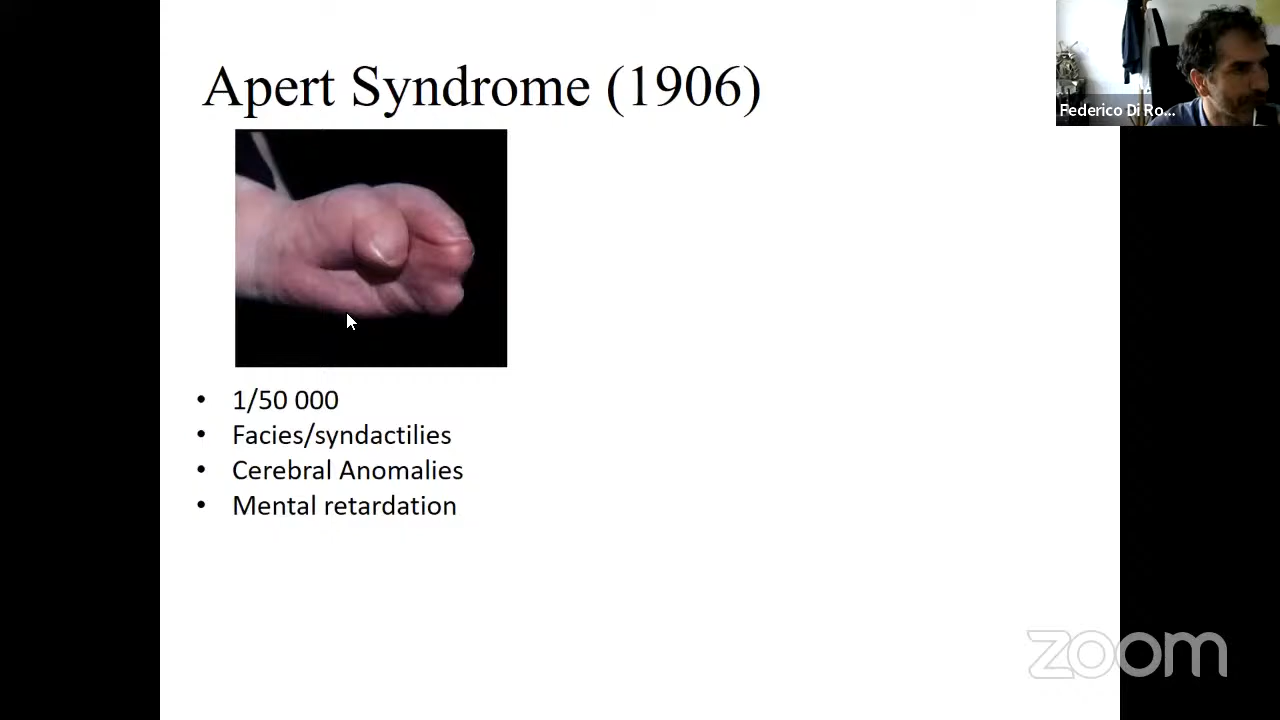 Apert Syndrome (1906)
Federico Di Ro...
• 1/50 000
• Facies/syndactilies
• Cerebral Anomalies
• Mental retardation
zoom